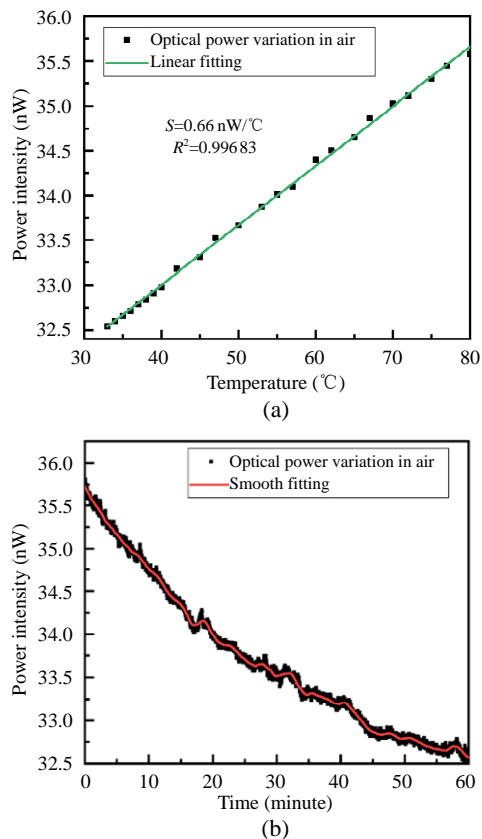 36.0
Optical power variation in air
35.5
Linear fitting
35.0
S=0.66 nW/℃
R²=0.99683
34.5
34.0
33.5
33.0
32.5
Power intensity (nW)
30 40 50 60 70 80
Temperature (℃)
(a)
36.0
Optical power variation in air
Smooth fitting
35.5
35.0
34.5
34.0
33.5
33.0
32.5
Power intensity (nW)
0 10 20 30 40 50 60
Time (minute)
(b)